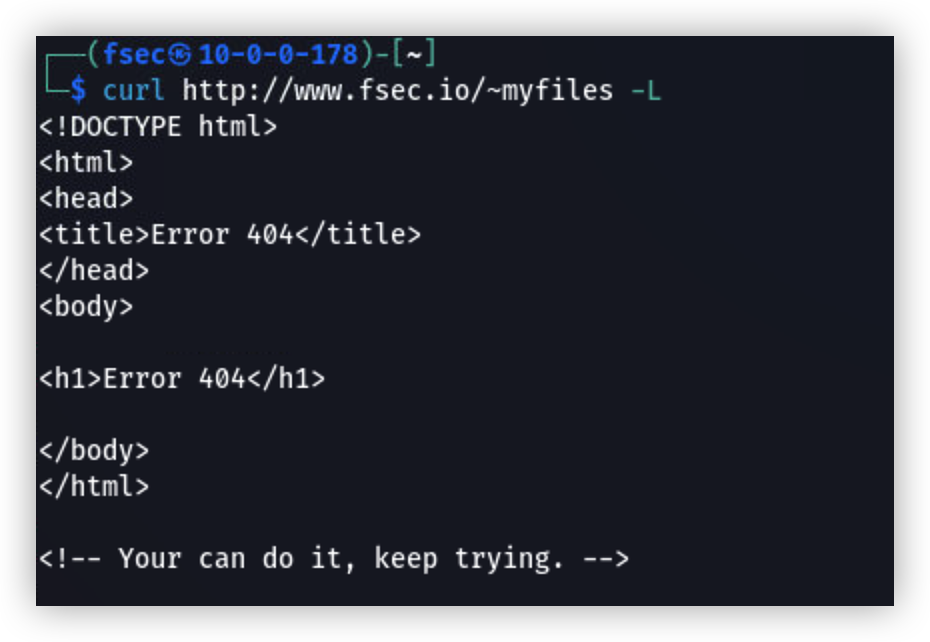 (fsec㉿10-0-0-178)-[~]
$ curl http://www.fsec.io/~myfiles -L
<!DOCTYPE html>
<html>
<head>
<title>Error 404</title>
</head>
<body>
<h1>Error 404</h1>
</body>
</html>
<!-- Your can do it, keep trying. -->